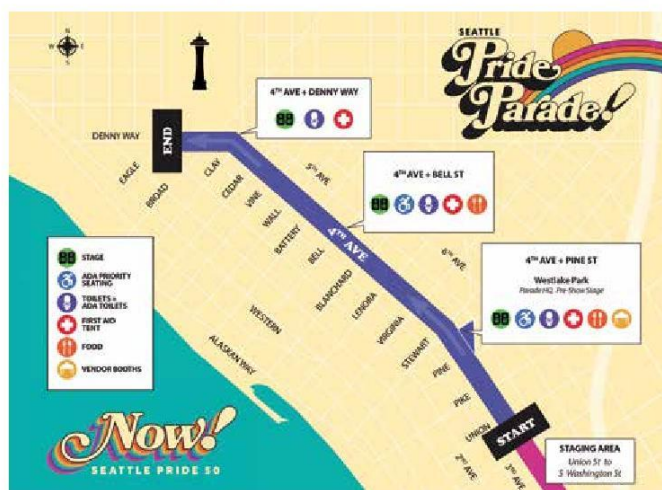 SEATTLE
Pride
Parade!
N
W
E
S
4TH AVE + DENNY WAY
DENNY WAY
END
EAGLE
BROAD
CLAY
CEDAR
VINE
WALL
BATTERY
BELL
BLANCHARD
LENORA
VIRGINIA
STEWART
PINE
PIKE
UNION
5TH AVE
4TH AVE
6TH AVE
4TH AVE + BELL ST
4TH AVE + PINE ST
Westlake Park
Parade HQ, Pre-Show Stage
WESTERN
ALASKAN WAY
2ND AVE
3RD AVE
START
STAGING AREA
Union St to
S Washington St
STAGE
ADA PRIORITY
SEATING
TOILETS +
ADA TOILETS
FIRST AID
TENT
FOOD
VENDOR BOOTHS
Now!
SEATTLE PRIDE 50